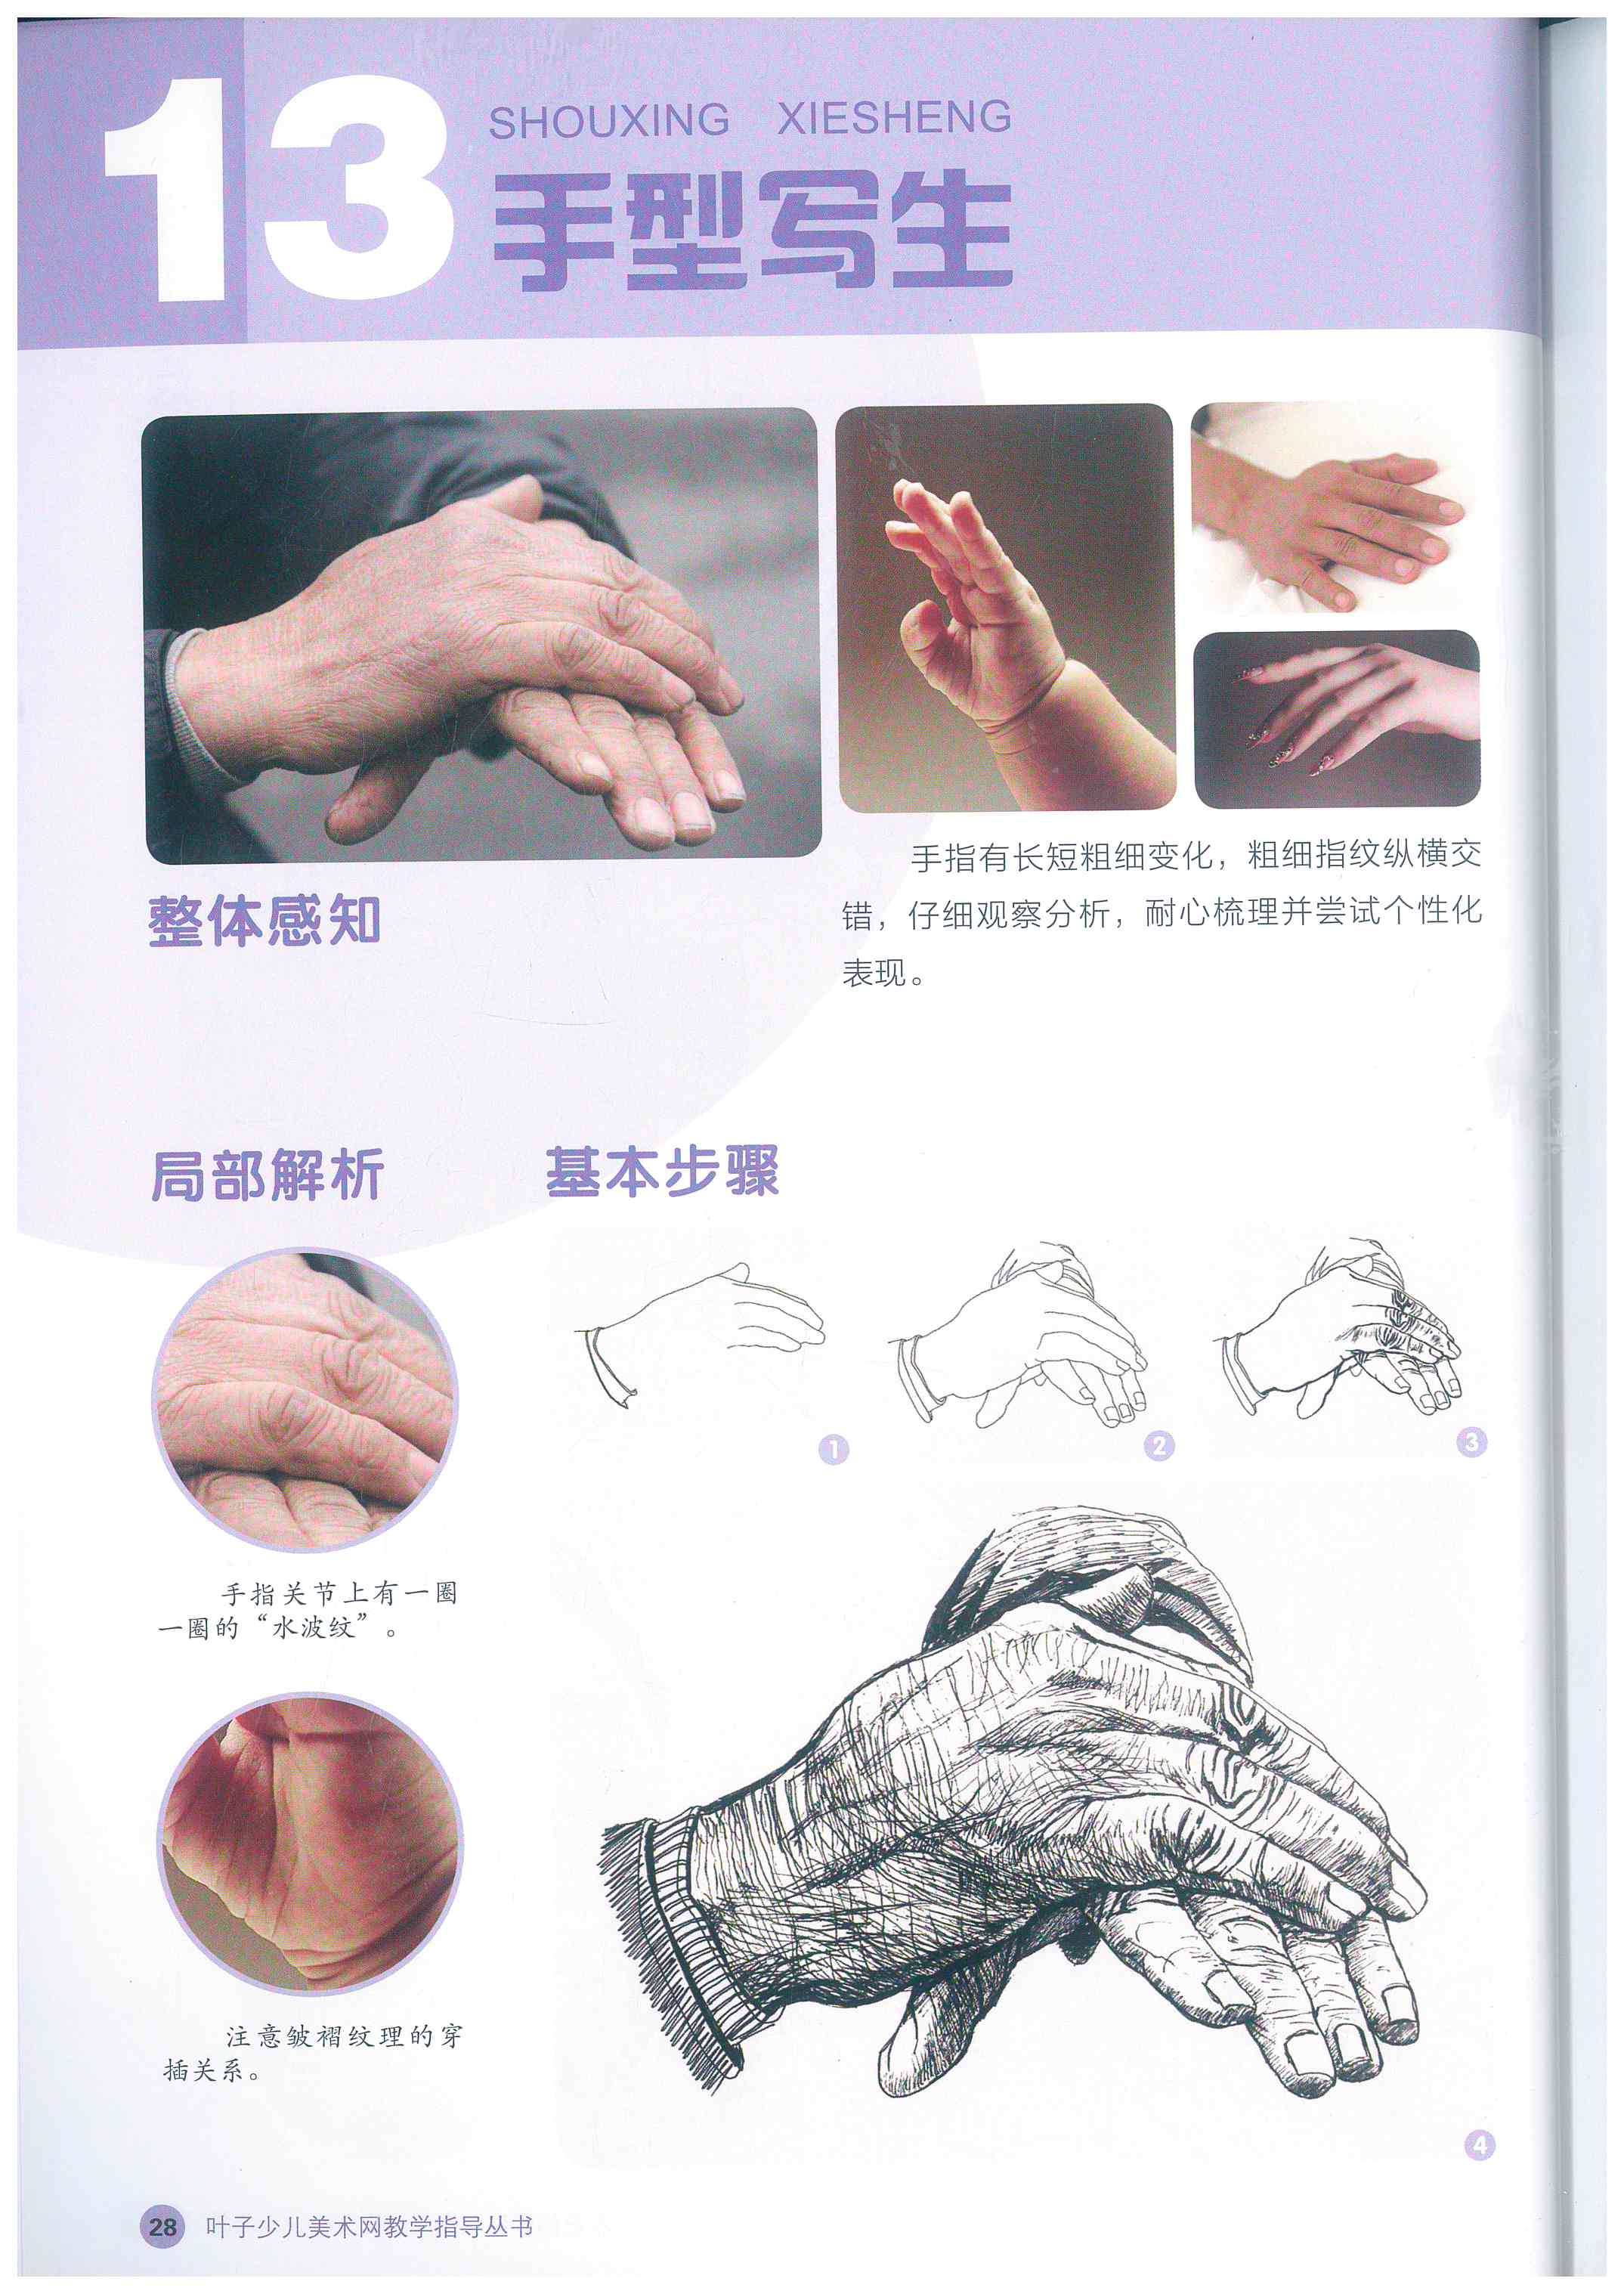 13
SHOUXING XIESHENG
手型写生
整体感知
手指有长短粗细变化，粗细指纹纵横交
错，仔细观察分析，耐心梳理并尝试个性化
表现。
局部解析
手指关节上有一圈
一圈的“水波纹”。
注意皱褶纹理的穿
插关系。
基本步骤
1
2
3
4
28 叶子少儿美术网教学指导丛书